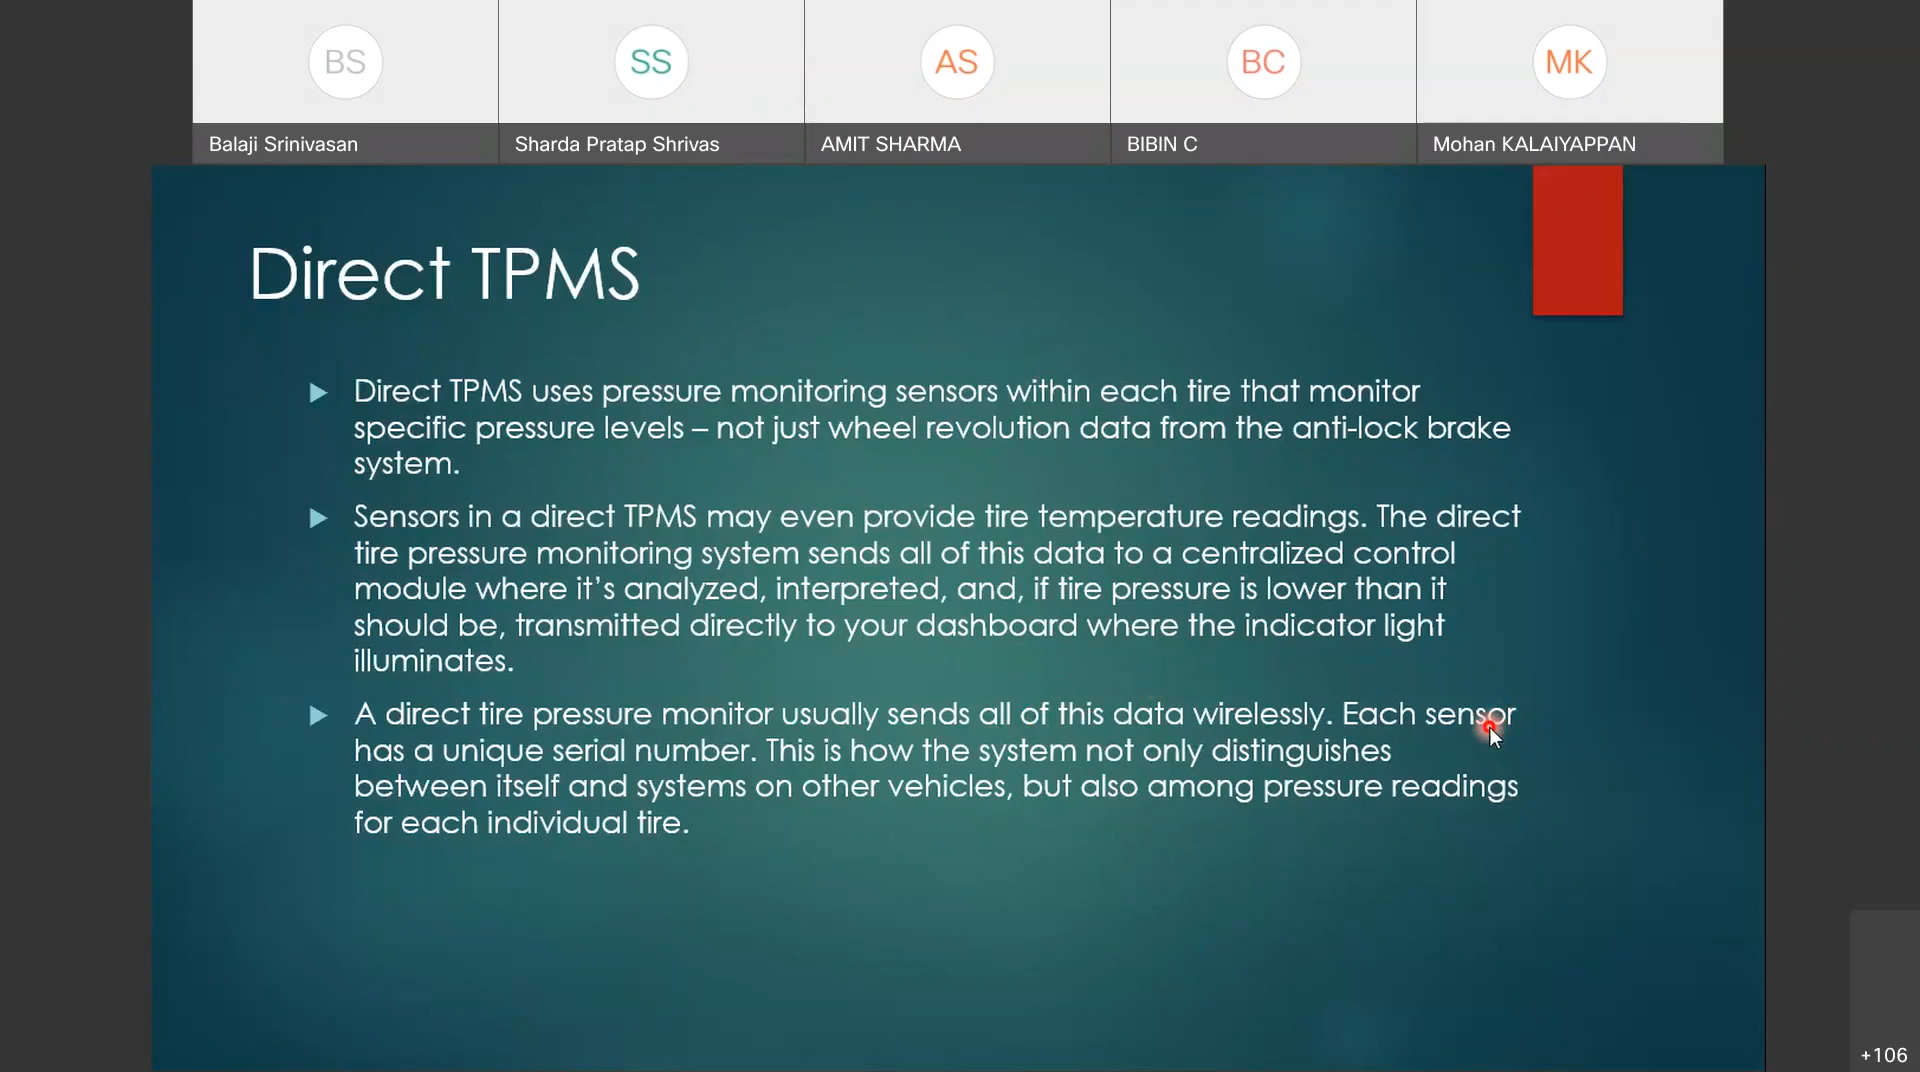 BS
SS
AS
BC
MK
Balaji Srinivasan
Sharda Pratap Shrivas
AMIT SHARMA
BIBIN C
Mohan KALAIYAPPAN
Direct TPMS
Direct TPMS uses pressure monitoring sensors within each tire that monitor
specific pressure levels – not just wheel revolution data from the anti-lock brake
system.
Sensors in a direct TPMS may even provide tire temperature readings. The direct
tire pressure monitoring system sends all of this data to a centralized control
module where it’s analyzed, interpreted, and, if tire pressure is lower than it
should be, transmitted directly to your dashboard where the indicator light
illuminates.
A direct tire pressure monitor usually sends all of this data wirelessly. Each sensor
has a unique serial number. This is how the system not only distinguishes
between itself and systems on other vehicles, but also among pressure readings
for each individual tire.
+106